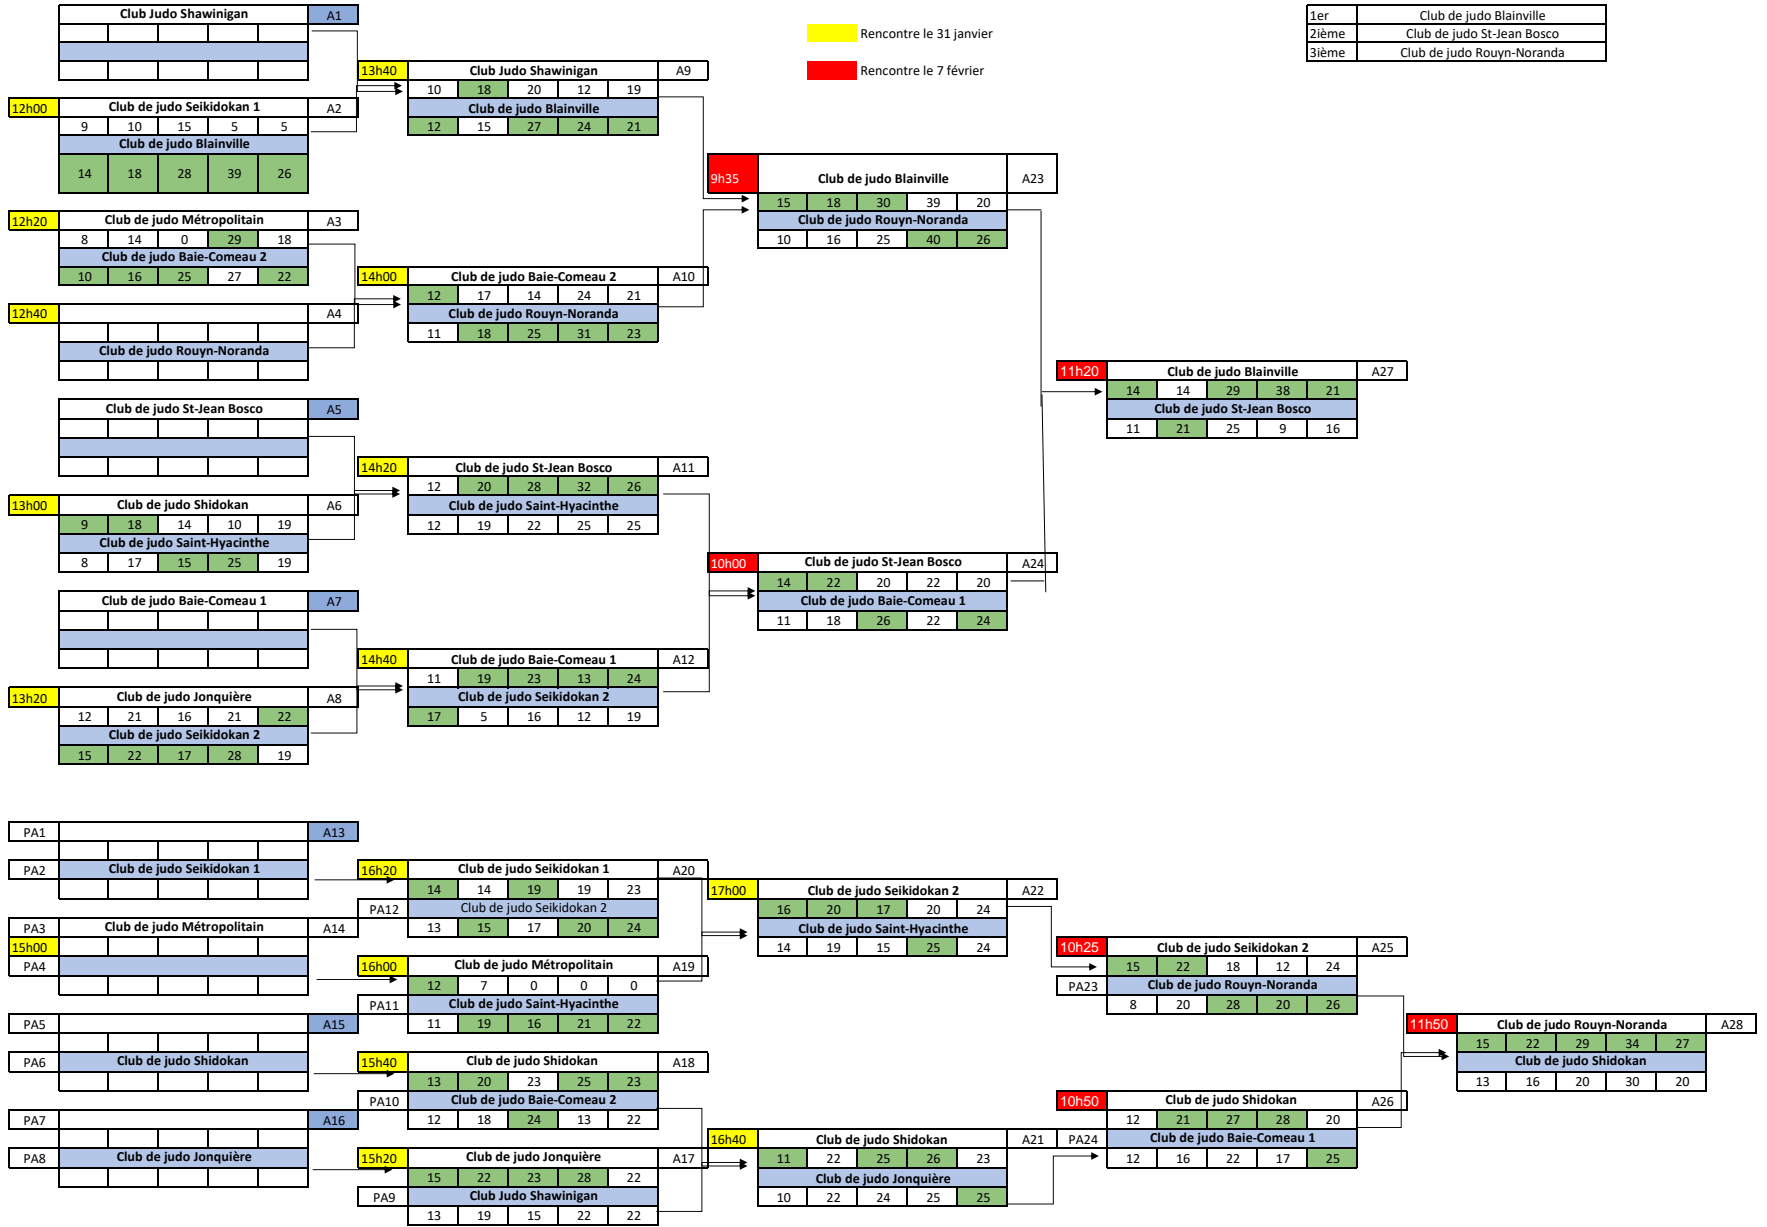 Club Judo Shawinigan A1
Rencontre le 31 janvier
Rencontre le 7 février
1er Club de judo Blainville
2ième Club de judo St-Jean Bosco
3ième Club de judo Rouyn-Noranda
12h00 Club de judo Seikidokan 1 A2
9 10 15 5 5
Club de judo Blainville
14 18 28 39 26
12h20 Club de judo Métropolitain A3
8 14 0 29 18
Club de judo Baie-Comeau 2
10 16 25 27 22
12h40 A4
Club de judo Rouyn-Noranda
Club de judo St-Jean Bosco A5
13h00 Club de judo Shidokan A6
9 18 14 10 19
Club de judo Saint-Hyacinthe
8 17 15 25 19
Club de judo Baie-Comeau 1 A7
13h20 Club de judo Jonquière A8
12 21 16 21 22
Club de judo Seikidokan 2
15 22 17 28 19
13h40 Club Judo Shawinigan A9
10 18 20 12 19
Club de judo Blainville
12 15 27 24 21
14h00 Club de judo Baie-Comeau 2 A10
12 17 14 24 21
Club de judo Rouyn-Noranda
11 18 25 31 23
14h20 Club de judo St-Jean Bosco A11
12 20 28 32 26
Club de judo Saint-Hyacinthe
12 19 22 25 25
14h40 Club de judo Baie-Comeau 1 A12
11 19 23 13 24
Club de judo Seikidokan 2
17 5 16 12 19
9h35 Club de judo Blainville A23
15 18 30 39 20
Club de judo Rouyn-Noranda
10 16 25 40 26
10h00 Club de judo St-Jean Bosco A24
14 22 20 22 20
Club de judo Baie-Comeau 1
11 18 26 22 24
11h20 Club de judo Blainville A27
14 14 29 38 21
Club de judo St-Jean Bosco
11 21 25 9 16
PA1 A13
PA2 Club de judo Seikidokan 1
PA3 Club de judo Métropolitain A14
15h00
PA4
PA5 A15
PA6 Club de judo Shidokan
PA7 A16
PA8 Club de judo Jonquière
16h20 Club de judo Seikidokan 1 A20
14 14 19 19 23
PA12 Club de judo Seikidokan 2
13 15 17 20 24
16h00 Club de judo Métropolitain A19
12 7 0 0 0
PA11 Club de judo Saint-Hyacinthe
11 19 16 21 22
15h40 Club de judo Shidokan A18
13 20 23 25 23
PA10 Club de judo Baie-Comeau 2
12 18 24 13 22
15h20 Club de judo Jonquière A17
15 22 23 28 22
PA9 Club Judo Shawinigan
13 19 15 22 22
17h00 Club de judo Seikidokan 2 A22
16 20 17 20 24
Club de judo Saint-Hyacinthe
14 19 15 25 24
16h40 Club de judo Shidokan A21
11 22 25 26 23
Club de judo Jonquière
10 22 24 25 25
10h25 Club de judo Seikidokan 2 A25
15 22 18 12 24
PA23 Club de judo Rouyn-Noranda
8 20 28 20 26
10h50 Club de judo Shidokan A26
12 21 27 28 20
PA24 Club de judo Baie-Comeau 1
12 16 22 17 25
11h50 Club de judo Rouyn-Noranda A28
15 22 29 34 27
Club de judo Shidokan
13 16 20 30 20